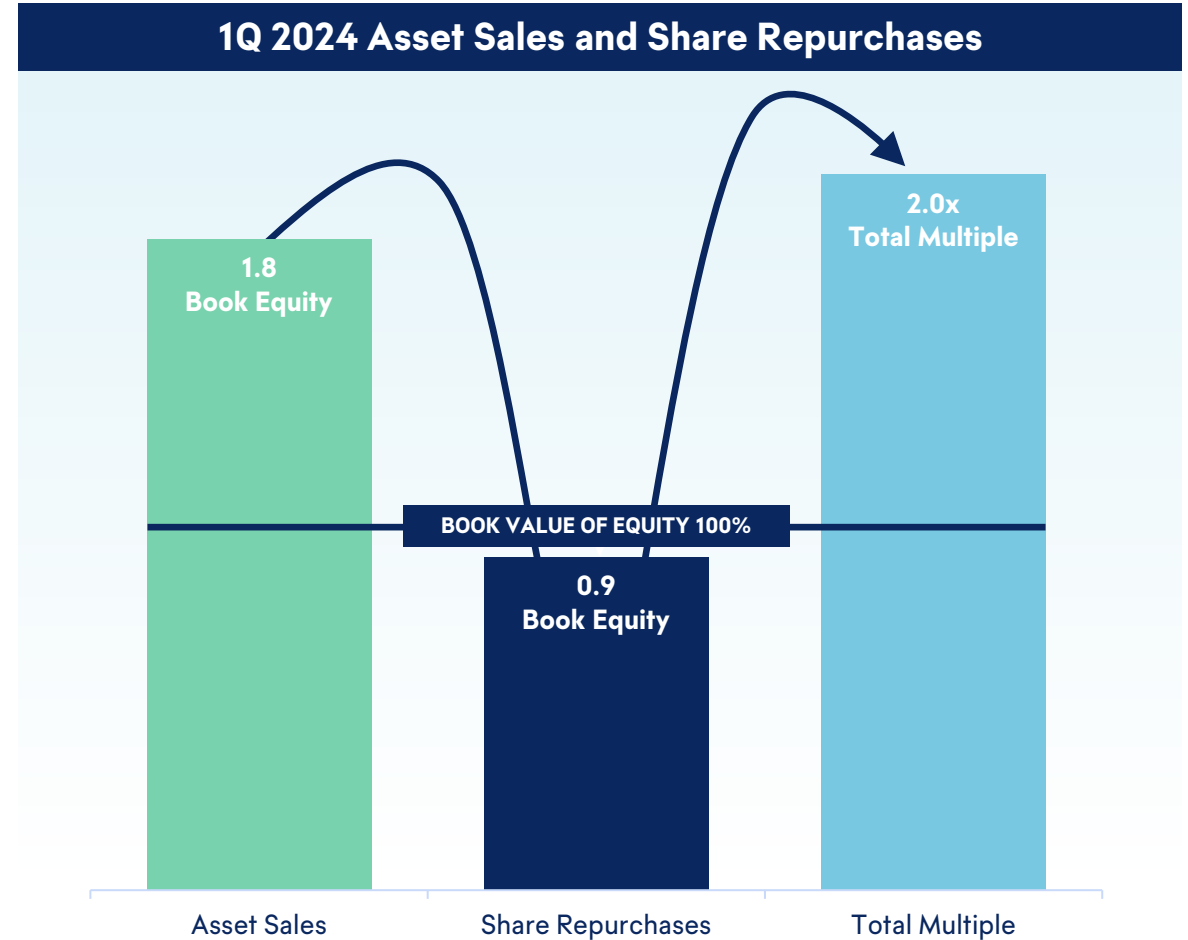 1Q 2024 Asset Sales and Share Repurchases
1.8
Book Equity
2.0x
Total Multiple
BOOK VALUE OF EQUITY 100%
0.9
Book Equity
Asset Sales
Share Repurchases
Total Multiple